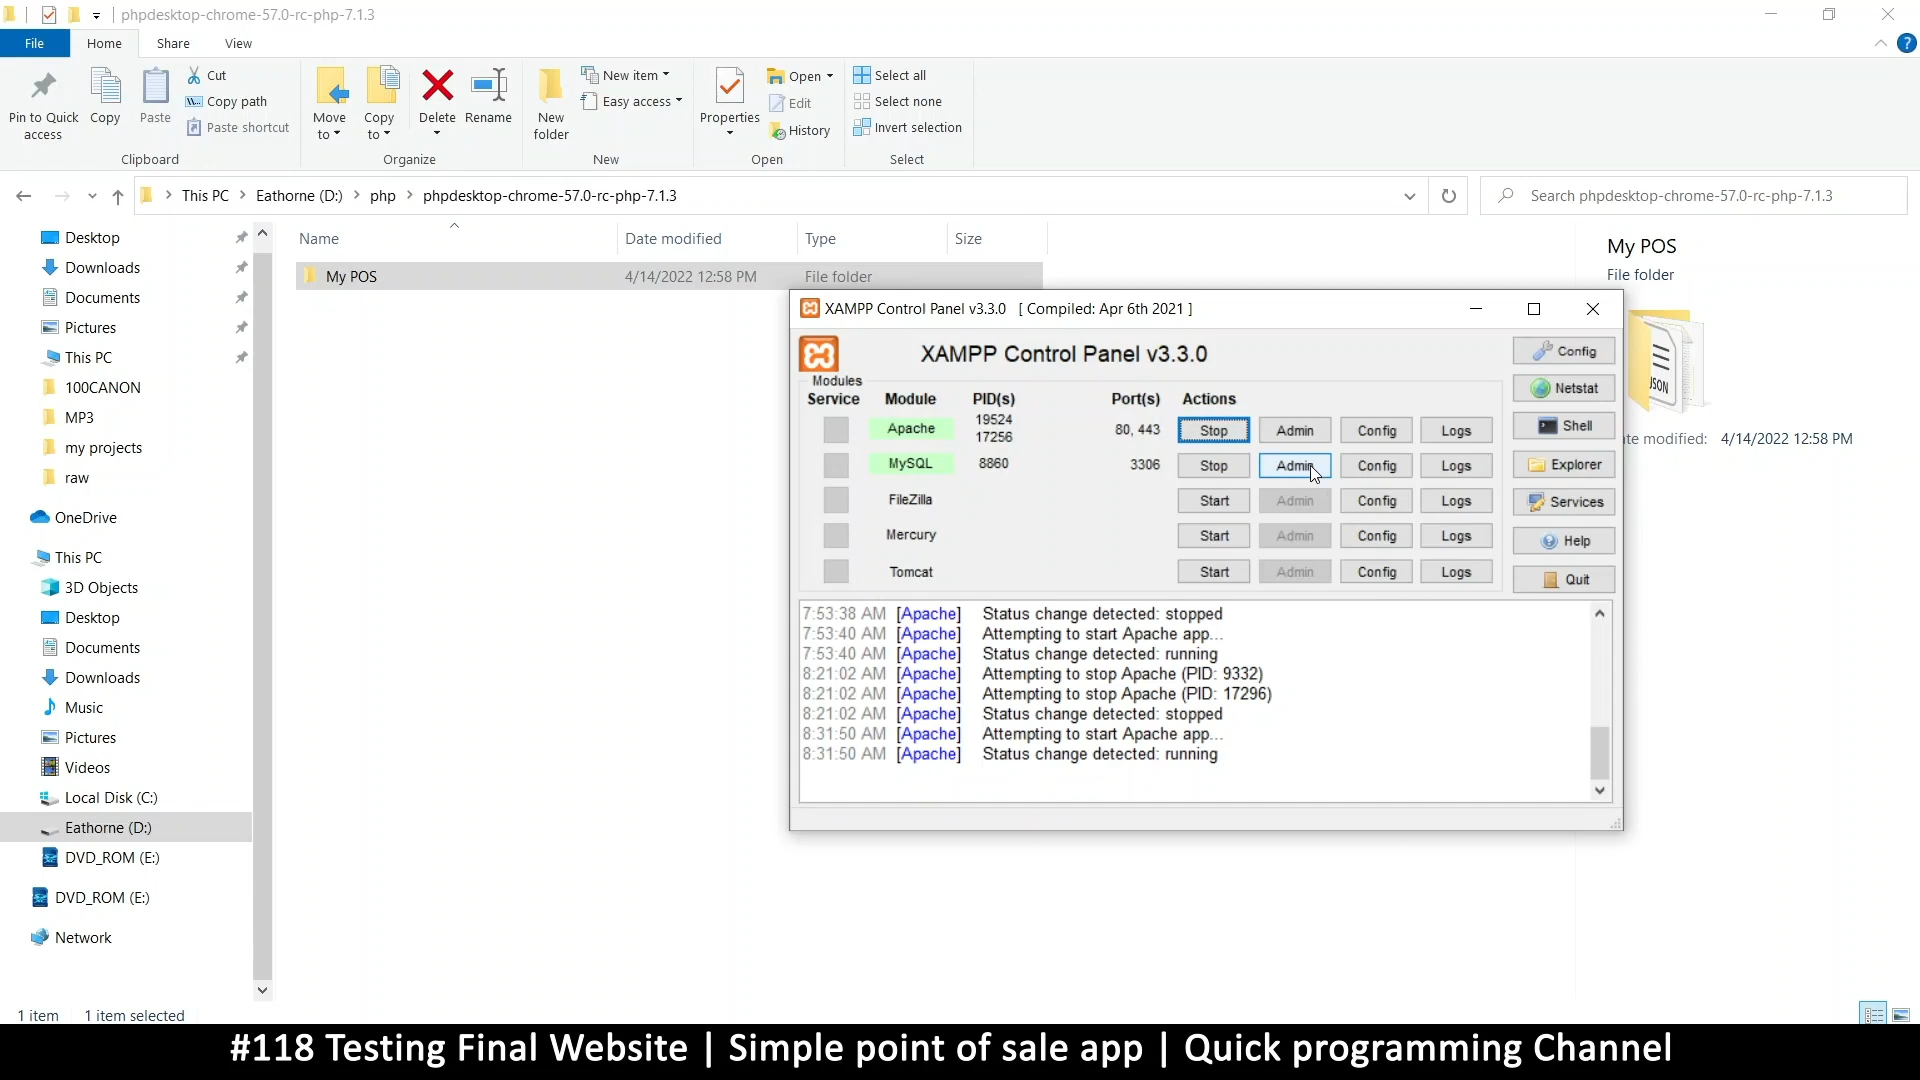 phpdesktop-chrome-57.0-rc-php-7.1.3
File Home Share View
Pin to Quick access
Copy
Paste
Cut
Copy path
Paste shortcut
Clipboard
Move to
Copy to
Delete
Rename
Organize
New folder
New item
Easy access
New
Properties
Open
Edit
History
Open
Select all
Select none
Invert selection
Select
This PC > Eathorne (D:) > php > phpdesktop-chrome-57.0-rc-php-7.1.3
Search phpdesktop-chrome-57.0-rc-php-7.1.3
Desktop
Downloads
Documents
Pictures
This PC
100CANON
MP3
my projects
raw
OneDrive
This PC
3D Objects
Desktop
Documents
Downloads
Music
Pictures
Videos
Local Disk (C:)
Eathorne (D:)
DVD_ROM (E:)
DVD_ROM (E:)
Network
Name Date modified Type Size
My POS 4/14/2022 12:58 PM File folder
My POS
File folder
JSON
modified: 4/14/2022 12:58 PM
XAMPP Control Panel v3.3.0 [ Compiled: Apr 6th 2021 ]
XAMPP Control Panel v3.3.0
Modules
Service Module PID(s) Port(s) Actions
Apache 19524 17256 80, 443 Stop Admin Config Logs
MySQL 8860 3306 Stop Admin Config Logs
FileZilla Start Admin Config Logs
Mercury Start Admin Config Logs
Tomcat Start Admin Config Logs
Config
Netstat
Shell
Explorer
Services
Help
Quit
7:53:38 AM [Apache] Status change detected: stopped
7:53:40 AM [Apache] Attempting to start Apache app...
7:53:40 AM [Apache] Status change detected: running
8:21:02 AM [Apache] Attempting to stop Apache (PID: 9332)
8:21:02 AM [Apache] Attempting to stop Apache (PID: 17296)
8:21:02 AM [Apache] Status change detected: stopped
8:31:50 AM [Apache] Attempting to start Apache app...
8:31:50 AM [Apache] Status change detected: running
1 item 1 item selected
#118 Testing Final Website | Simple point of sale app | Quick programming Channel